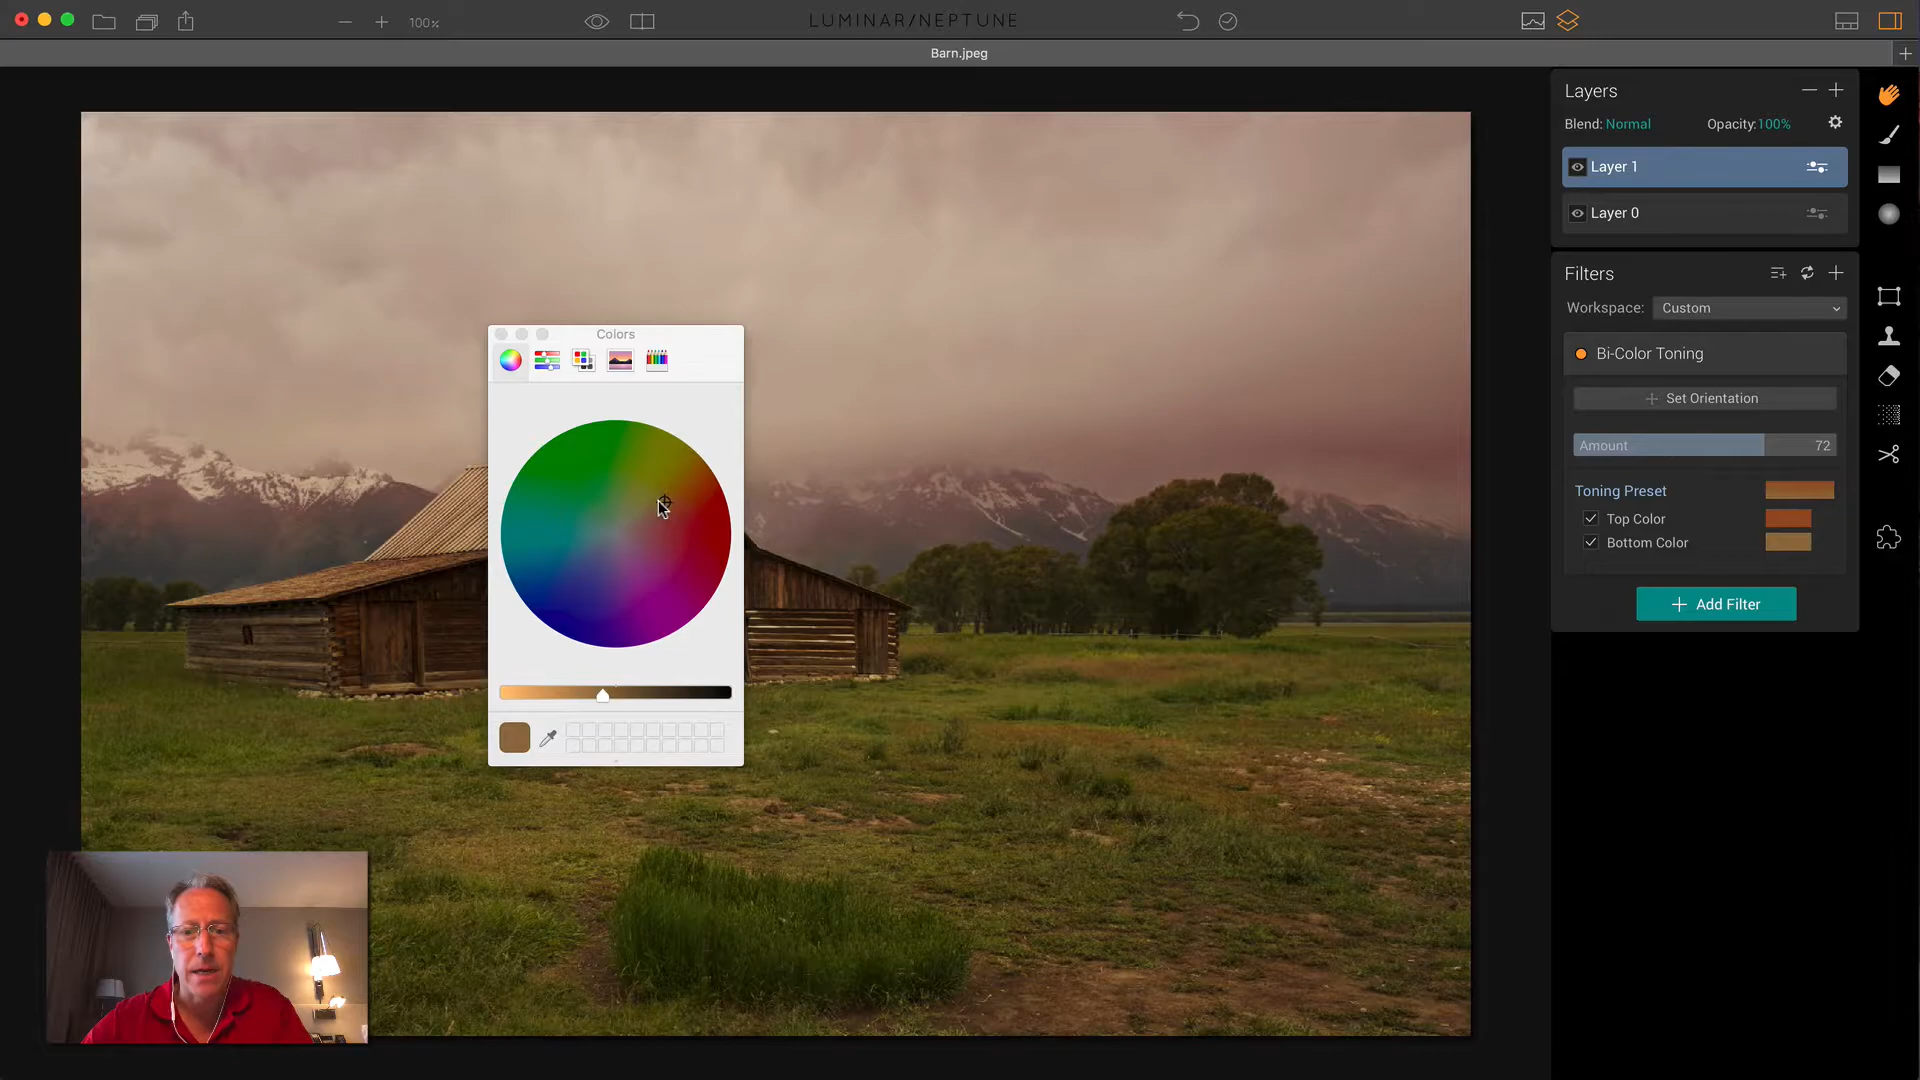 100%
LUMINAR/NEPTUNE
Barn.jpeg
Layers
Blend: Normal
Opacity:100%
Layer 1
Layer 0
Filters
Workspace: Custom
Bi-Color Toning
Set Orientation
Amount 72
Toning Preset
Top Color
Bottom Color
Add Filter
Colors